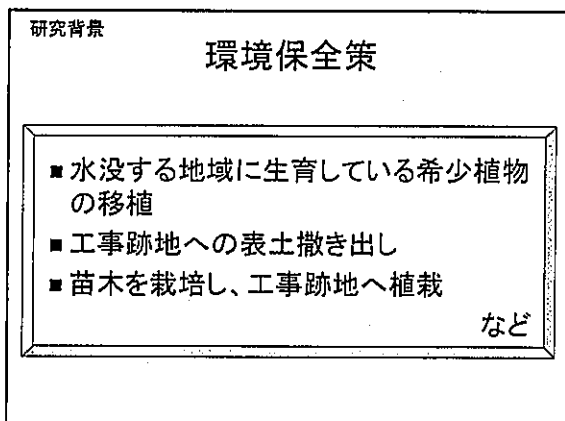 研究背景
環境保全策
■ 水没する地域に生育している希少植物
の移植
■ 工事跡地への表土撒き出し
■ 苗木を栽培し、工事跡地へ植栽
など